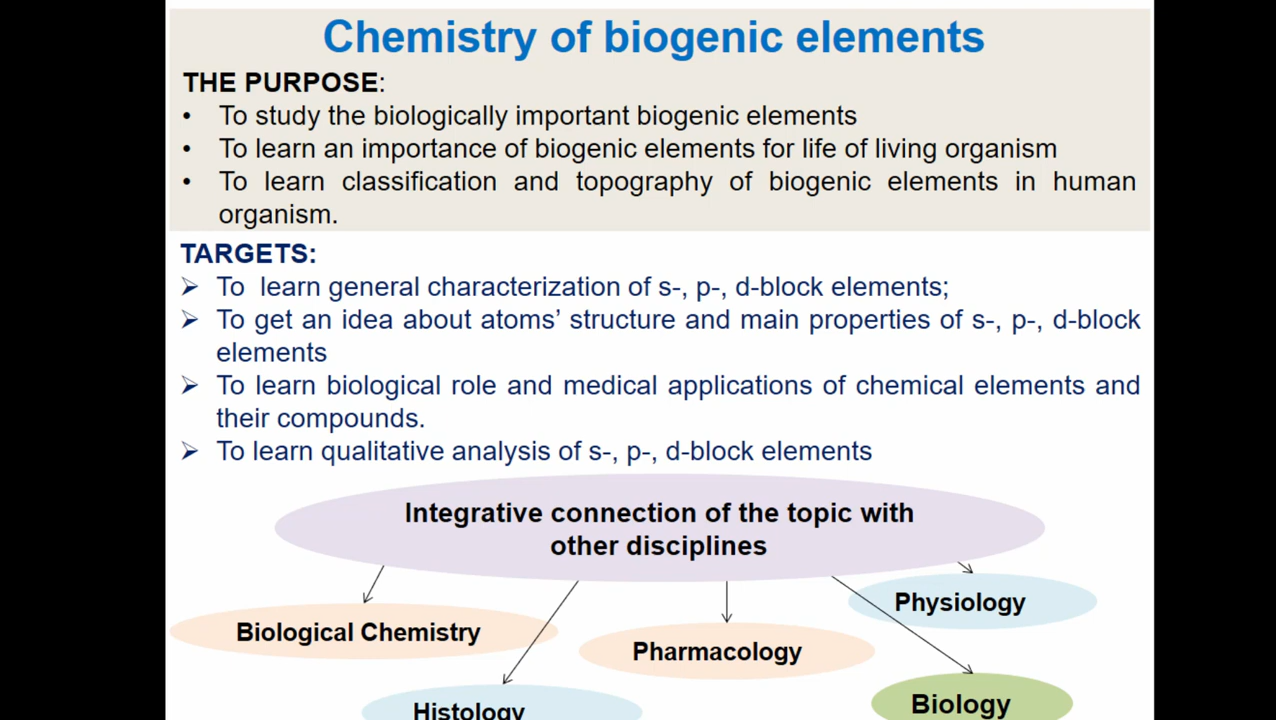 Chemistry of biogenic elements
THE PURPOSE:
• To study the biologically important biogenic elements
• To learn an importance of biogenic elements for life of living organism
• To learn classification and topography of biogenic elements in human
organism.
TARGETS:
➢ To learn general characterization of s-, p-, d-block elements;
➢ To get an idea about atoms’ structure and main properties of s-, p-, d-block
elements
➢ To learn biological role and medical applications of chemical elements and
their compounds.
➢ To learn qualitative analysis of s-, p-, d-block elements
Integrative connection of the topic with
other disciplines
Physiology
Biological Chemistry
Pharmacology
Histology
Biology